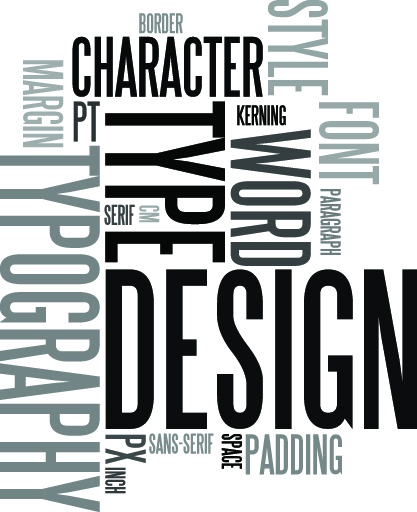 BORDER
STYLE
CHARACTER
MARGIN
PT
KERNING
FONT
TYPE
WORD
TYPOGRAPHY
PARAGRAPH
SERIF
CM
DESIGN
PX
SANS-SERIF
SPACE
PADDING
INCH